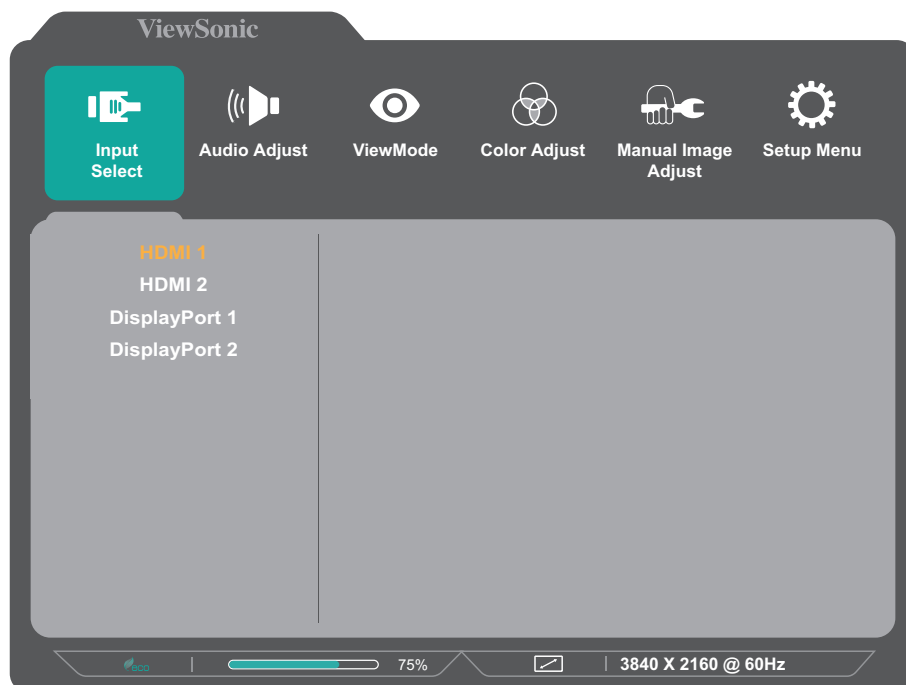 ViewSonic
Input
Select
Audio Adjust
ViewMode
Color Adjust
Manual Image
Adjust
Setup Menu
HDMI 1
HDMI 2
DisplayPort 1
DisplayPort 2
eco
75%
3840 X 2160 @ 60Hz